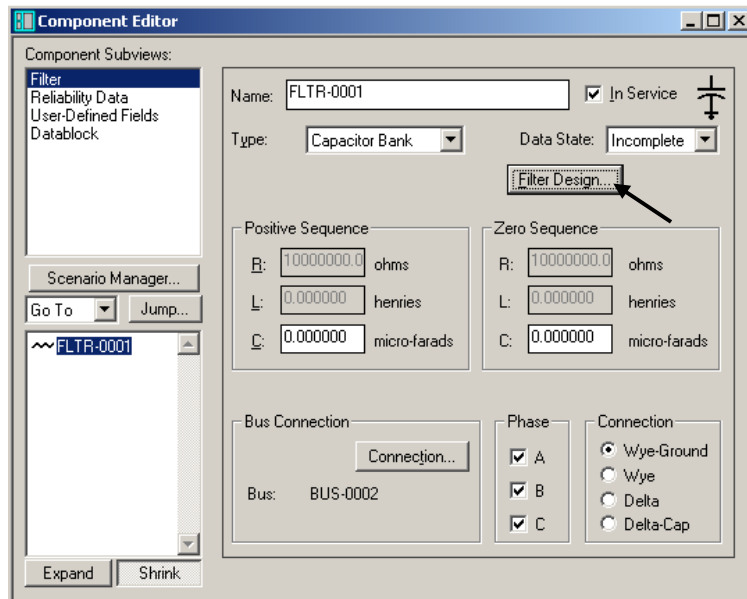 Component Editor
Component Subviews:
Filter
Reliability Data
User-Defined Fields
Datablock
Scenario Manager...
Go To
Jump...
FLTR-0001
Expand
Shrink
Name: FLTR-0001
In Service
Type: Capacitor Bank
Data State: Incomplete
Filter Design...
Positive Sequence
R: 10000000.0 ohms
L: 0.000000 henries
C: 0.000000 micro-farads
Zero Sequence
R: 10000000.0 ohms
L: 0.000000 henries
C: 0.000000 micro-farads
Bus Connection
Connection...
Bus: BUS-0002
Phase
A
B
C
Connection
Wye-Ground
Wye
Delta
Delta-Cap